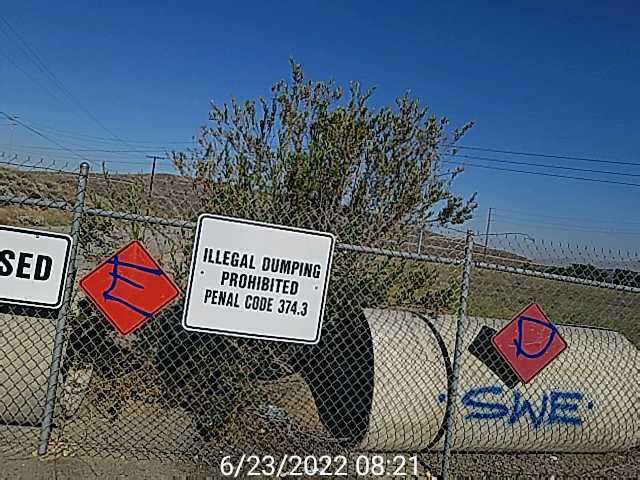 SED
E
ILLEGAL DUMPING
PROHIBITED
PENAL CODE 374.3
D
SWE
6/23/2022 08:21